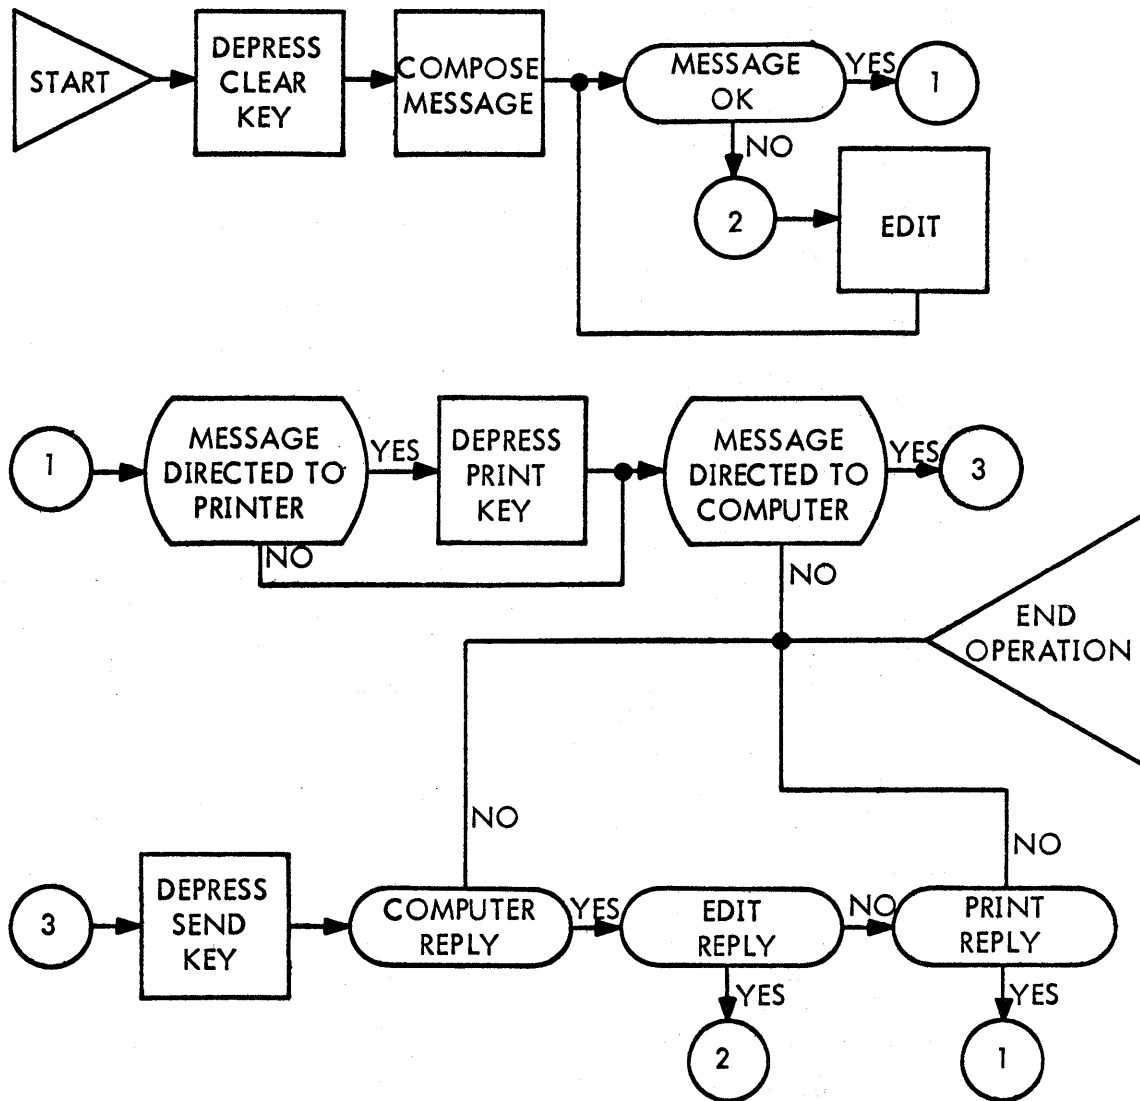 START
DEPRESS
CLEAR
KEY
COMPOSE
MESSAGE
MESSAGE
OK
YES
1
NO
2
EDIT
1
MESSAGE
DIRECTED TO
PRINTER
YES
NO
DEPRESS
PRINT
KEY
MESSAGE
DIRECTED TO
COMPUTER
YES
3
NO
END
OPERATION
NO
NO
3
DEPRESS
SEND
KEY
COMPUTER
REPLY
YES
EDIT
REPLY
NO
PRINT
REPLY
YES
2
YES
1